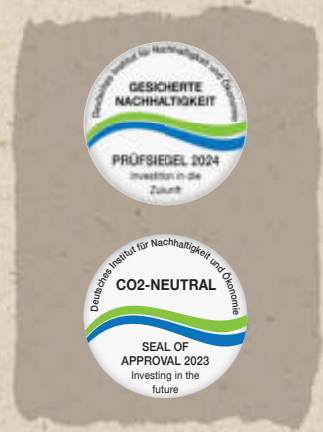 Deutsches Institut für Nachhaltigkeit und Ökonomie
GESICHERTE
NACHHALTIGKEIT
PRÜFSIEGEL 2024
Investition in die
Zukunft
Deutsches Institut für Nachhaltigkeit und Ökonomie
CO2-NEUTRAL
SEAL OF
APPROVAL 2023
Investing in the
future